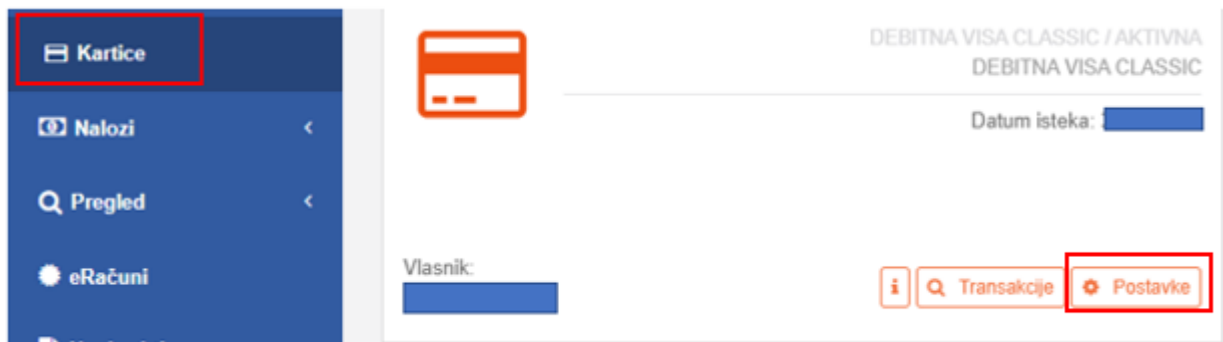 Kartice
Nalozi
Pregled
eRačuni
DEBITNA VISA CLASSIC / AKTIVNA
DEBITNA VISA CLASSIC
Datum isteka:
Vlasnik:
i Transakcije Postavke